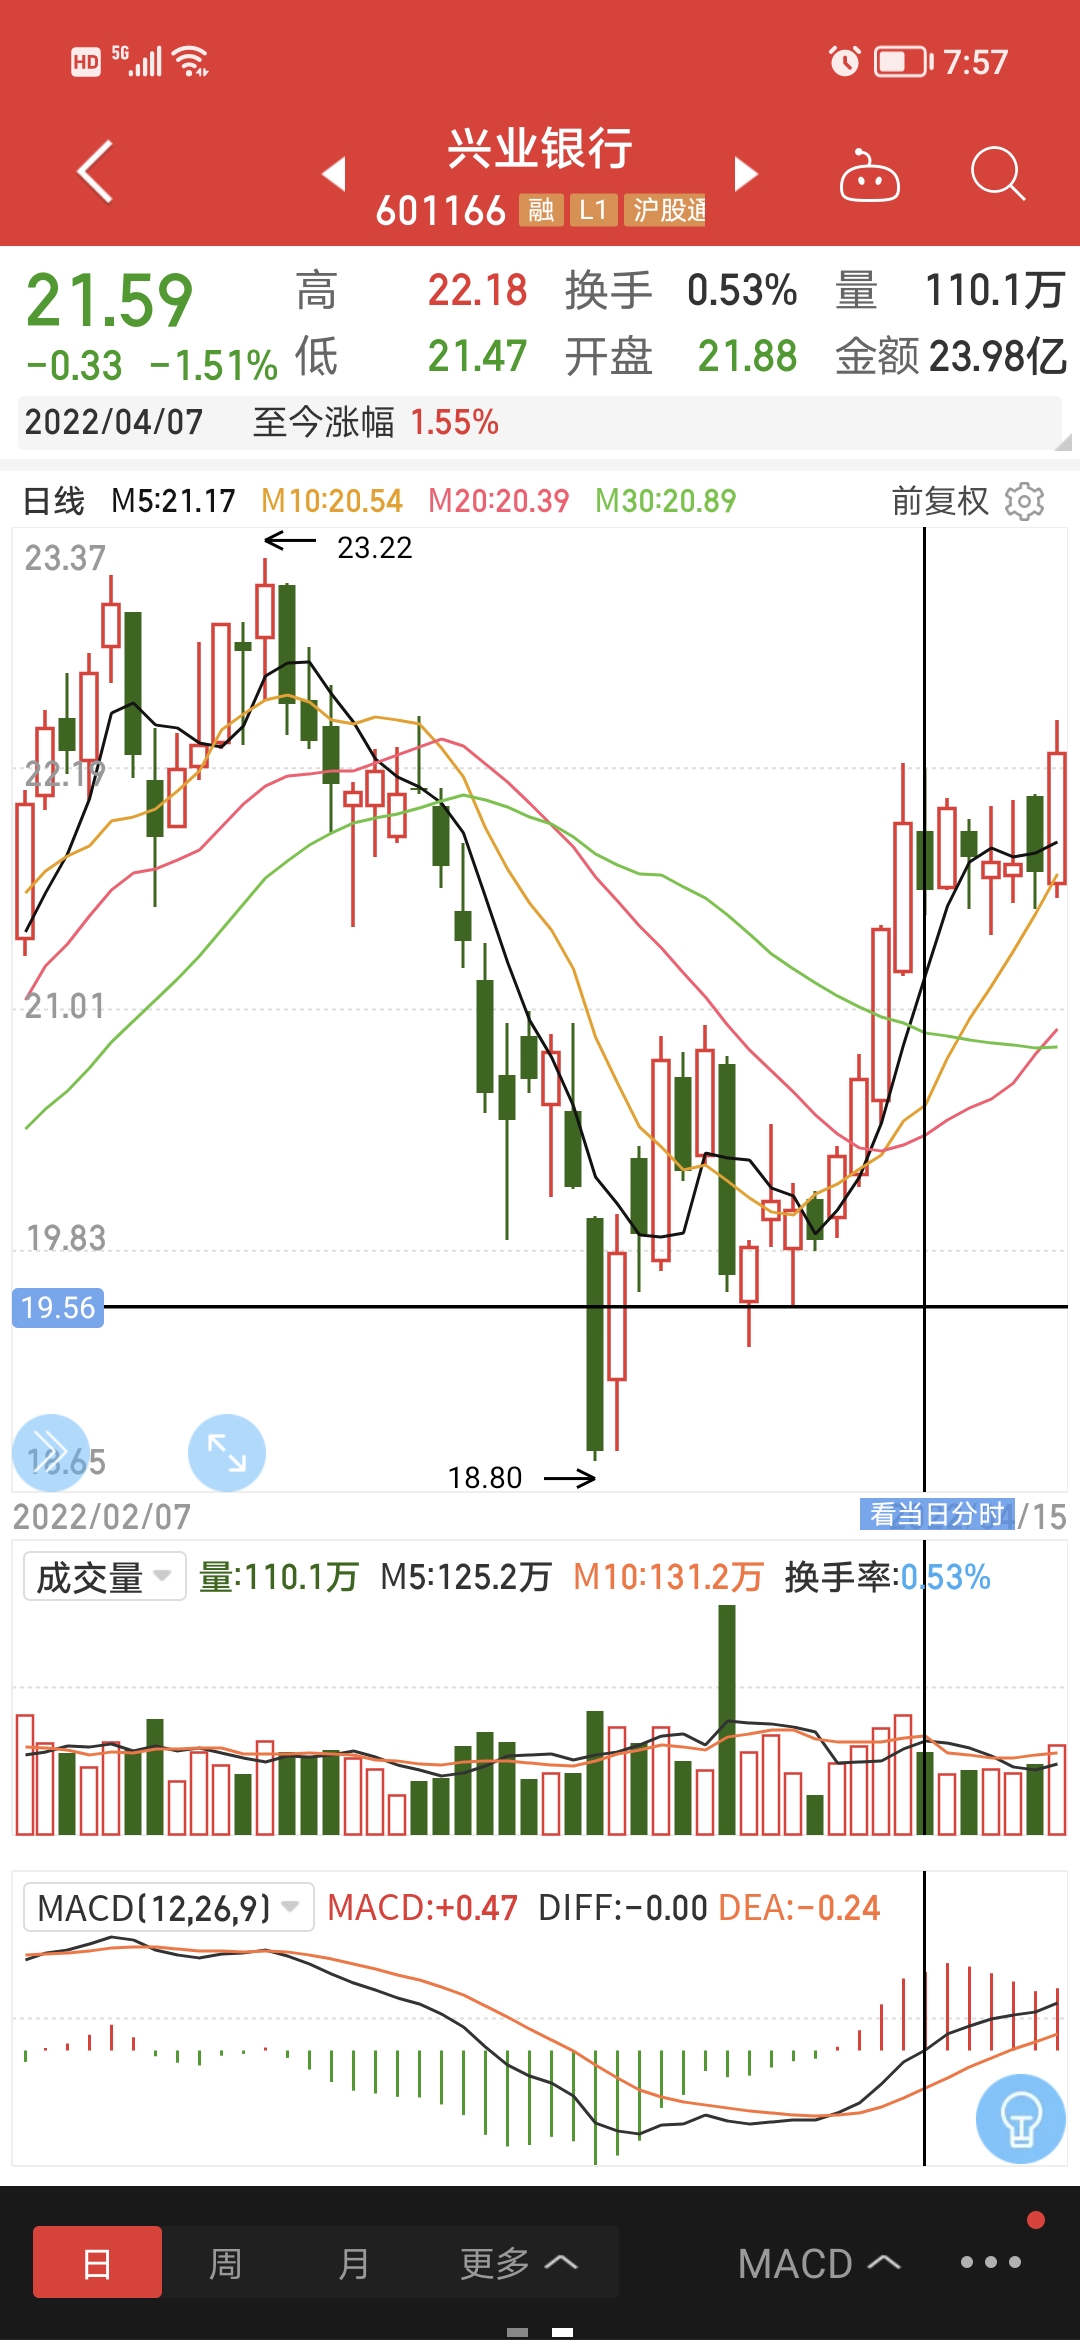 HD 5G 7:57
兴业银行
601166 融 L1 沪股通
21.59 高 22.18 换手 0.53% 量 110.1万
-0.33 -1.51% 低 21.47 开盘 21.88 金额 23.98亿
2022/04/07 至今涨幅 1.55%
日线 M5:21.17 M10:20.54 M20:20.39 M30:20.89 前复权
23.37
23.22
22.19
21.01
19.83
19.56
18.65
18.80
2022/02/07 看当日分时 /15
成交量 量:110.1万 M5:125.2万 M10:131.2万 换手率:0.53%
MACD(12,26,9) MACD:+0.47 DIFF:-0.00 DEA:-0.24
日 周 月 更多 MACD